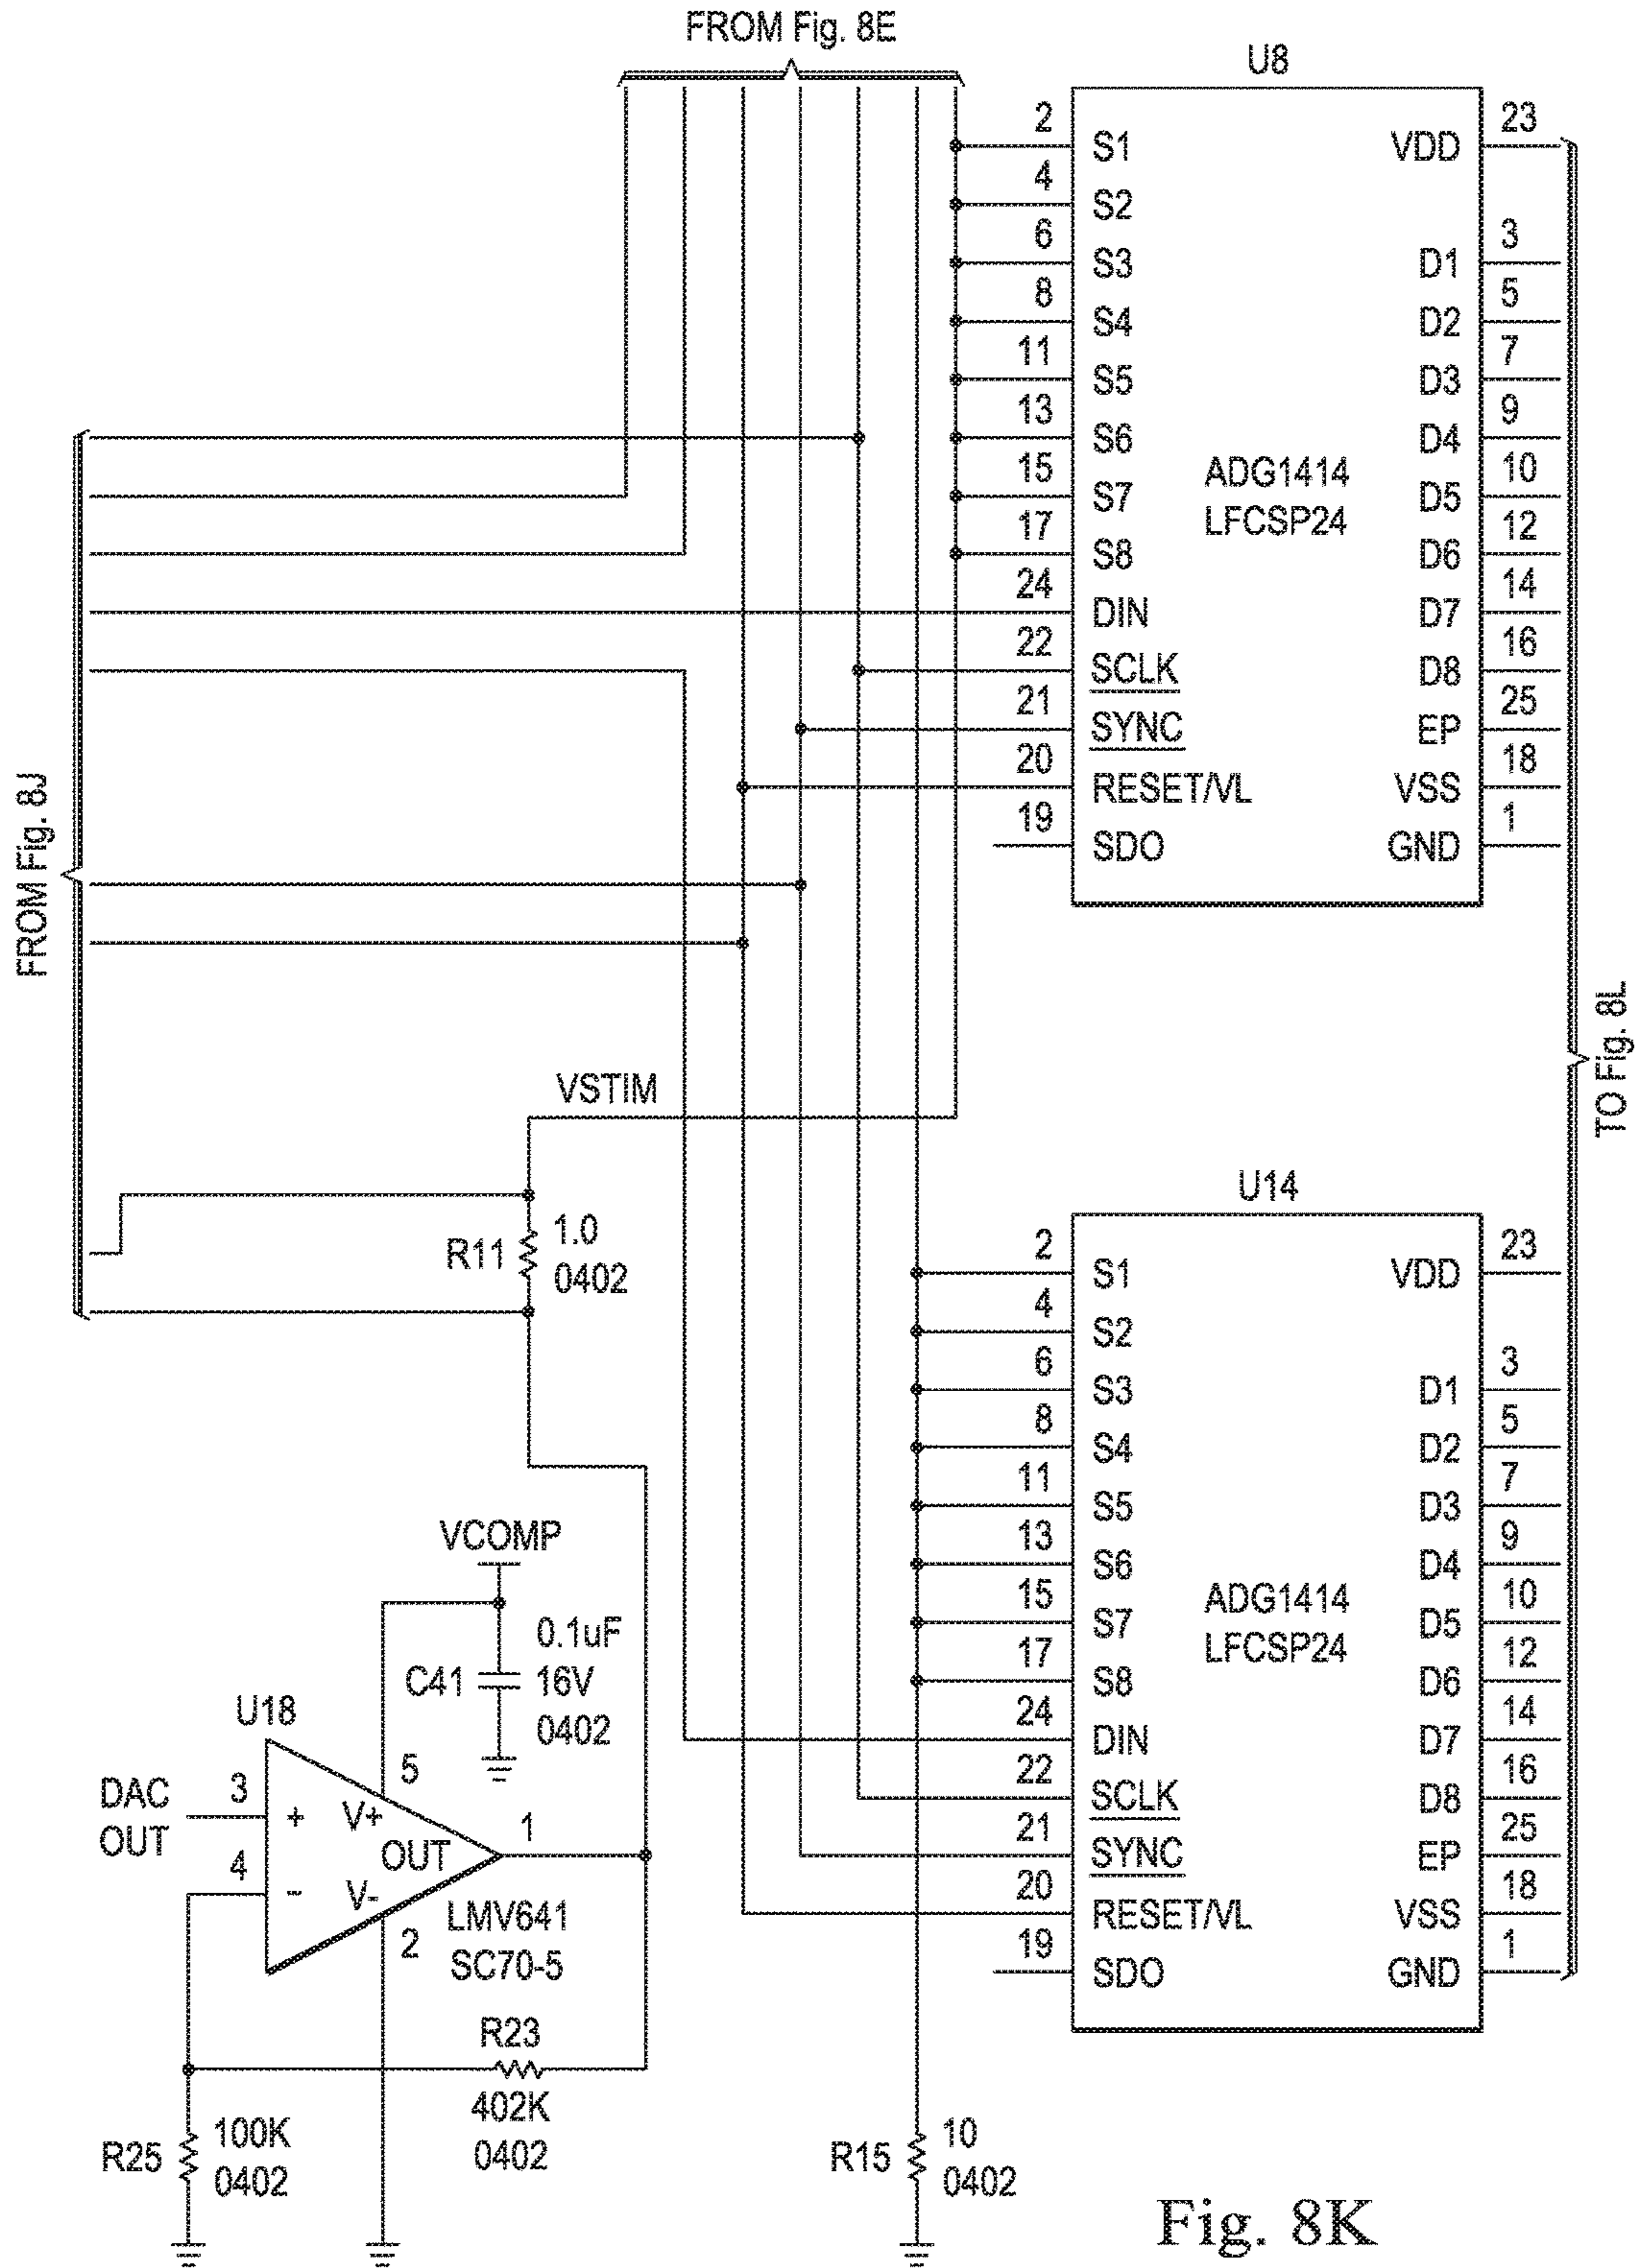 FROM Fig. 8E
U8
2 S1 VDD 23
4 S2
6 S3 D1 3
8 S4 D2 5
11 S5 D3 7
13 S6 D4 9
15 S7 D5 10
17 S8 D6 12
24 DIN D7 14
22 SCLK D8 16
21 SYNC EP 25
20 RESET/VL VSS 18
19 SDO GND 1
ADG1414
LFCSP24
FROM Fig. 8J
TO Fig. 8L
VSTIM
R11 1.0
0402
U14
2 S1 VDD 23
4 S2
6 S3 D1 3
8 S4 D2 5
11 S5 D3 7
13 S6 D4 9
15 S7 D5 10
17 S8 D6 12
24 DIN D7 14
22 SCLK D8 16
21 SYNC EP 25
20 RESET/VL VSS 18
19 SDO GND 1
ADG1414
LFCSP24
VCOMP
0.1uF
C41 16V
0402
U18
DAC
OUT
3 + V+ 5
OUT 1
4 - V- 2
LMV641
SC70-5
R23
402K
0402
R25 100K
0402
R15 10
0402
Fig. 8K